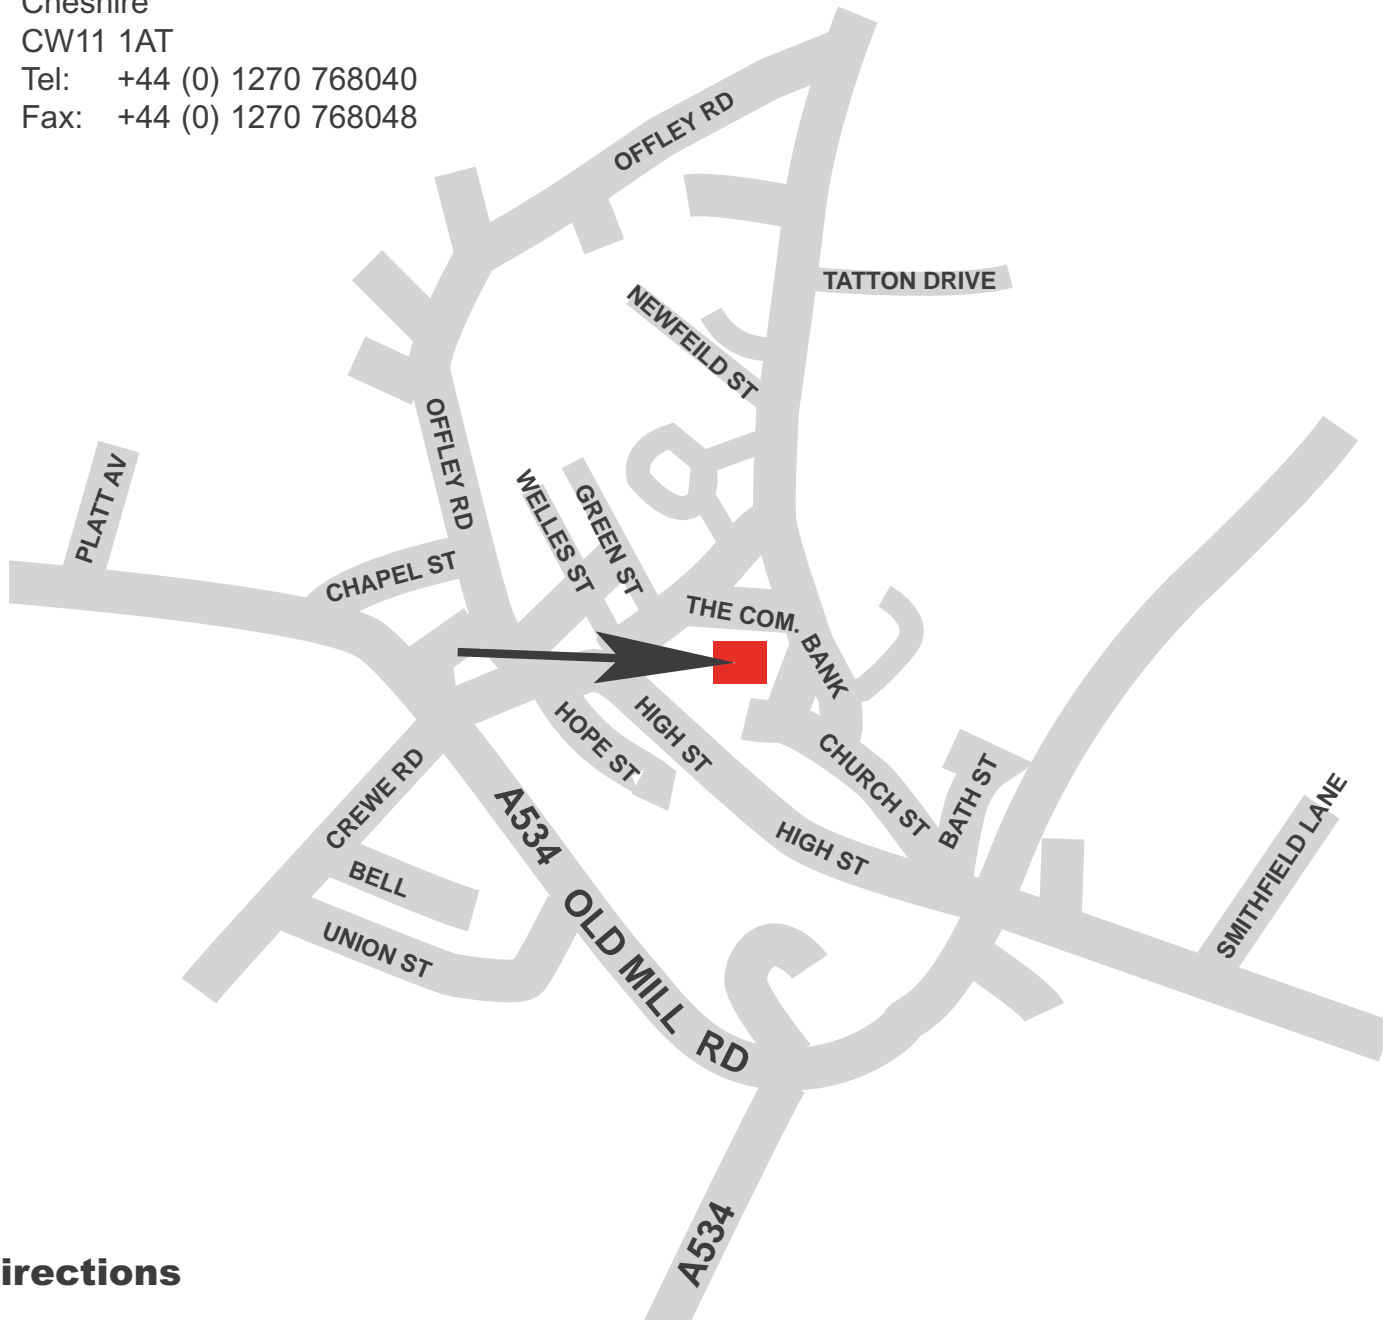 Cheshire
CW11 1AT
Tel: +44 (0) 1270 768040
Fax: +44 (0) 1270 768048
OFFLEY RD
TATTON DRIVE
NEWFEILD ST
OFFLEY RD
PLATT AV
WELLES ST
GREEN ST
CHAPEL ST
THE COM.
BANK
HIGH ST
HOPE ST
CHURCH ST
BATH ST
CREWE RD
A534 OLD MILL RD
HIGH ST
SMITHFIELD LANE
BELL
UNION ST
A534
irections